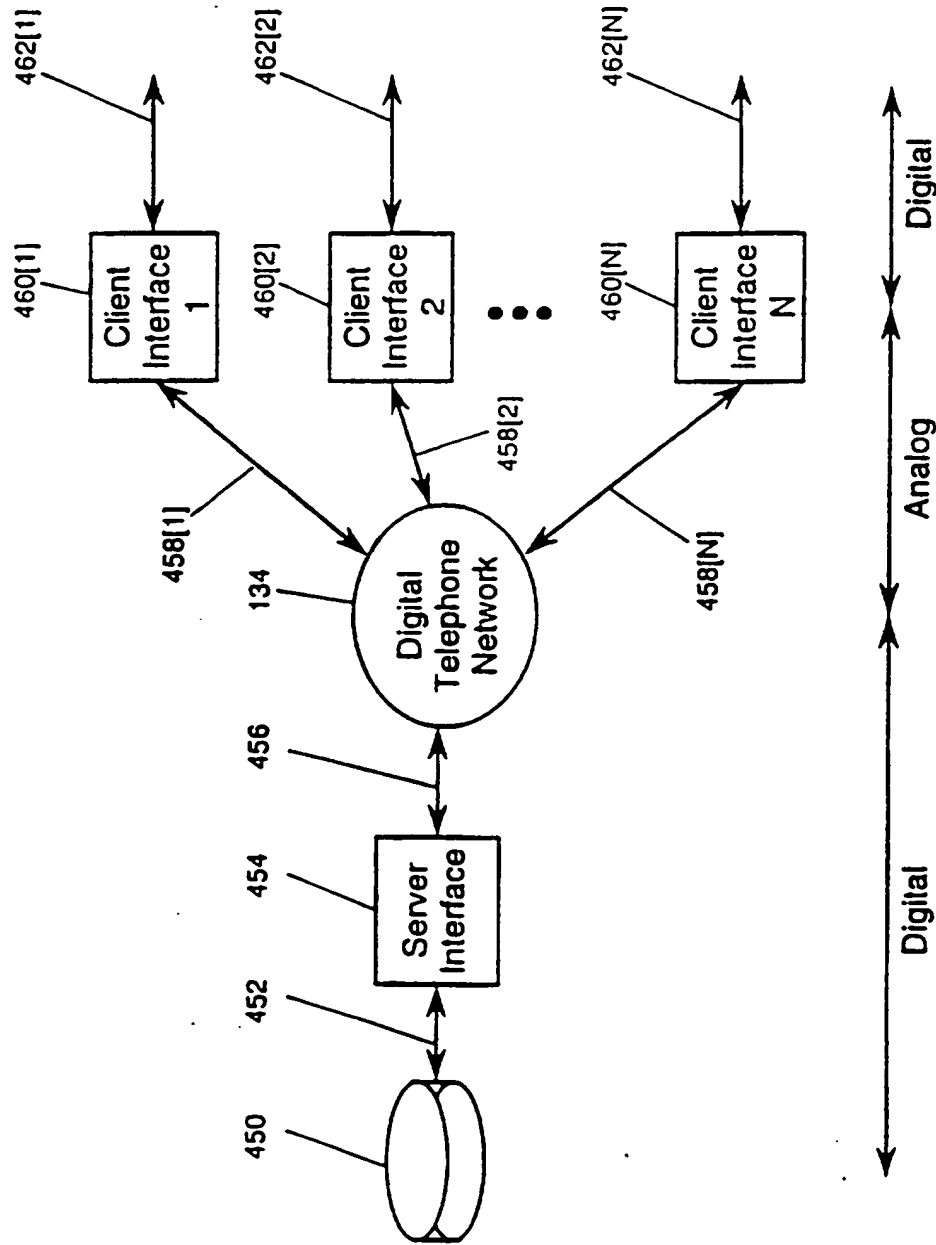 462[1]
462[2]
462[N]
460[1]
Client
Interface
1
460[2]
Client
Interface
2
460[N]
Client
Interface
N
458[1]
458[2]
458[N]
134
Digital
Telephone
Network
456
454
Server
Interface
452
450
Digital
Analog
Digital